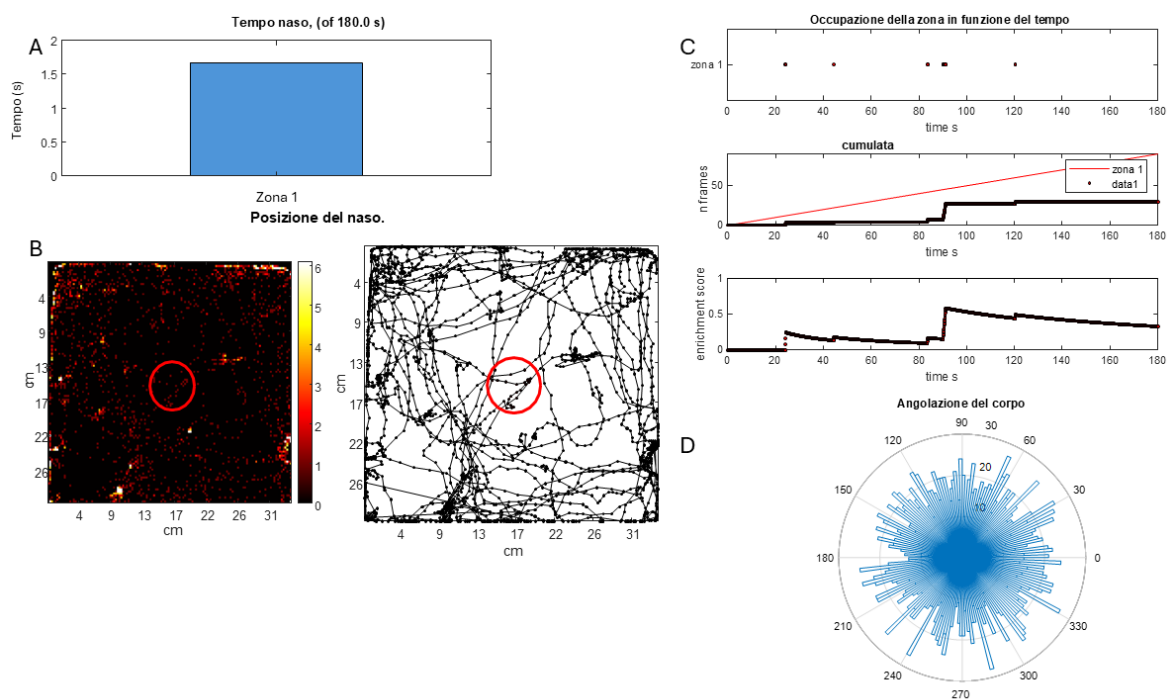 A
Tempo naso, (of 180.0 s)
2
1.5
1
0.5
0
Tempo (s)
Zona 1
Posizione del naso.
B
4
9
13
17
22
26
cm
4 9 13 17 22 26 31
cm
6
5
4
3
2
1
0
4
9
13
17
22
26
cm
4 9 13 17 22 26 31
cm
C
Occupazione della zona in funzione del tempo
zona 1
0 20 40 60 80 100 120 140 160 180
time s
cumulata
50
0
n frames
zona 1
data1
0 20 40 60 80 100 120 140 160 180
time s
1
0.5
0
enrichment score
0 20 40 60 80 100 120 140 160 180
time s
D
Angolazione del corpo
90
60
30
0
330
300
270
240
210
180
150
120
30
20
10